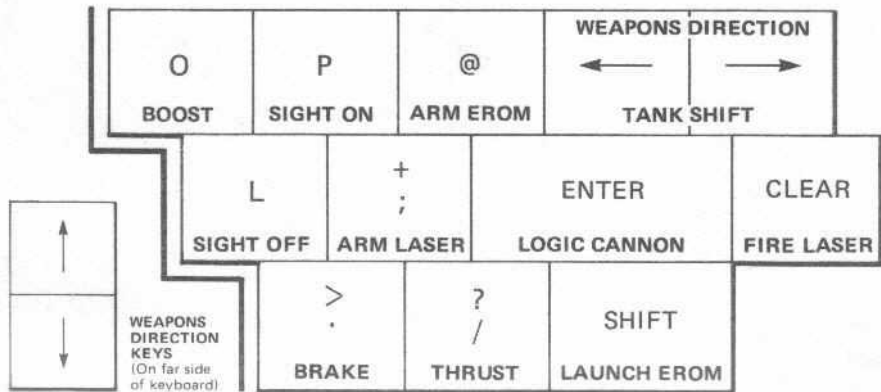 WEAPONS DIRECTION
O P @ ← →
BOOST SIGHT ON ARM EROM TANK SHIFT
+
L ; ENTER CLEAR
SIGHT OFF ARM LASER LOGIC CANNON FIRE LASER
↑
> ?
. / SHIFT
BRAKE THRUST LAUNCH EROM
↓
WEAPONS
DIRECTION
KEYS
(On far side
of keyboard)